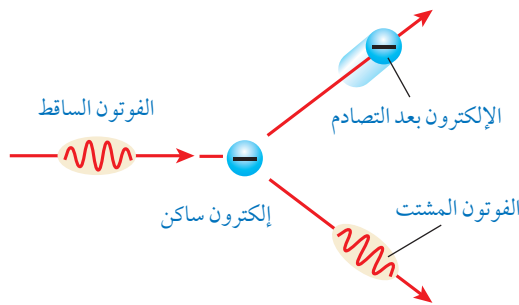 الفوتون الساقط
الإلكترون بعد التصادم
إلكترون ساكن
الفوتون المشتت